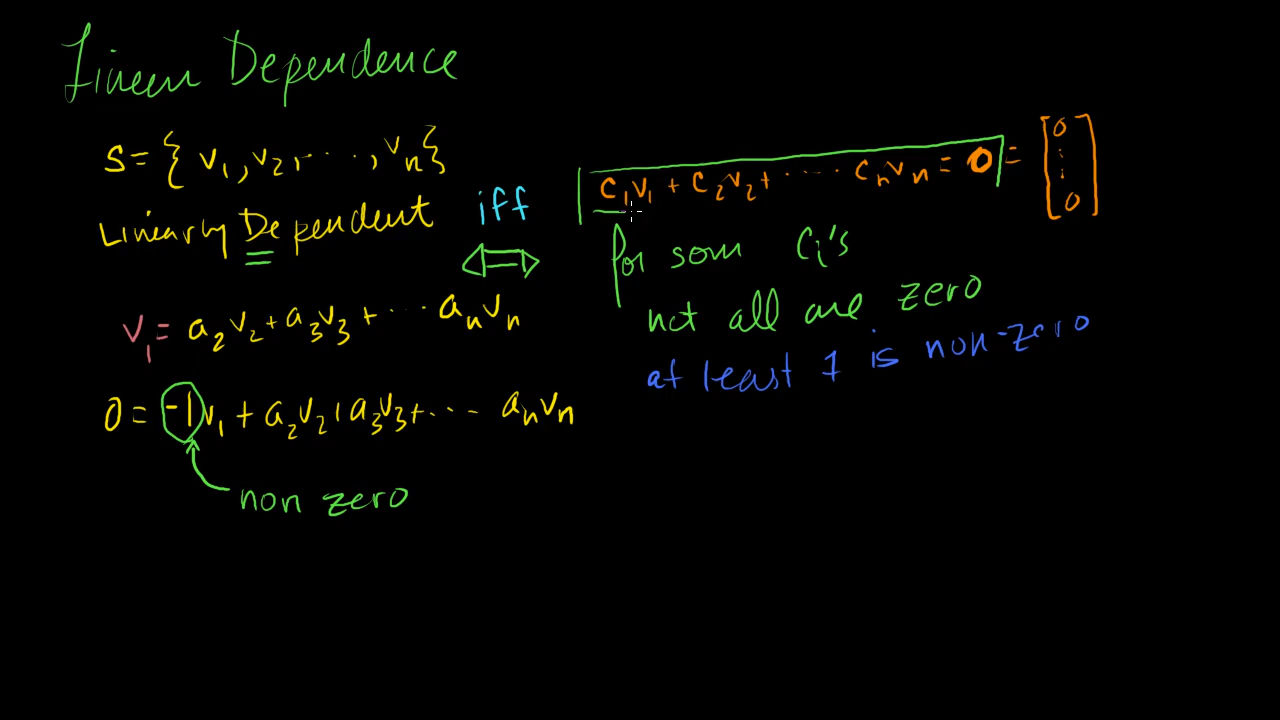 Linear Dependence
S = { v₁, v₂, ..., vₙ}
Linearly Dependent
iff
⟺
c₁v₁ + c₂v₂ + ···· cₙvₙ = 0 = [0 ⋮ 0]
for som cᵢ's
not all are zero
at least 1 is non-zero
v₁ = a₂v₂ + a₃v₃ + ··· aₙvₙ
0 = -1v₁ + a₂v₂ + a₃v₃ + ··· aₙvₙ
non zero